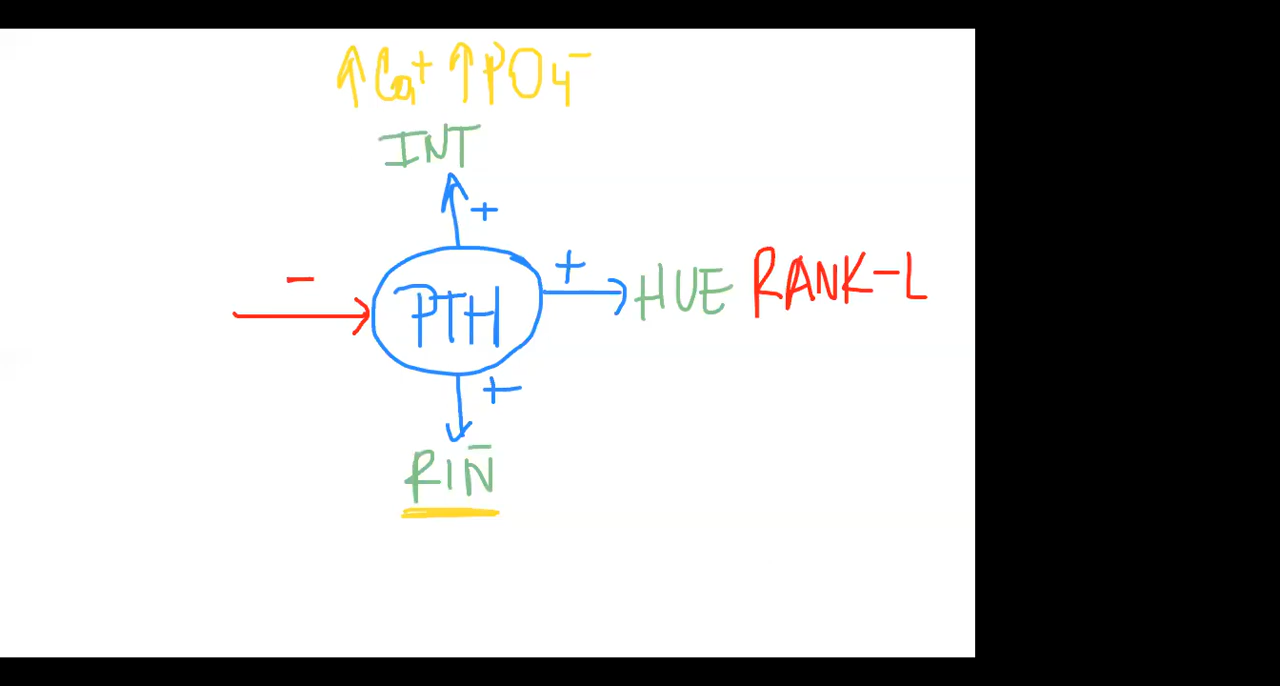 ↑Ca+ ↑PO4-
INT
+
- PTH + HUE RANK-L
+
RIÑ